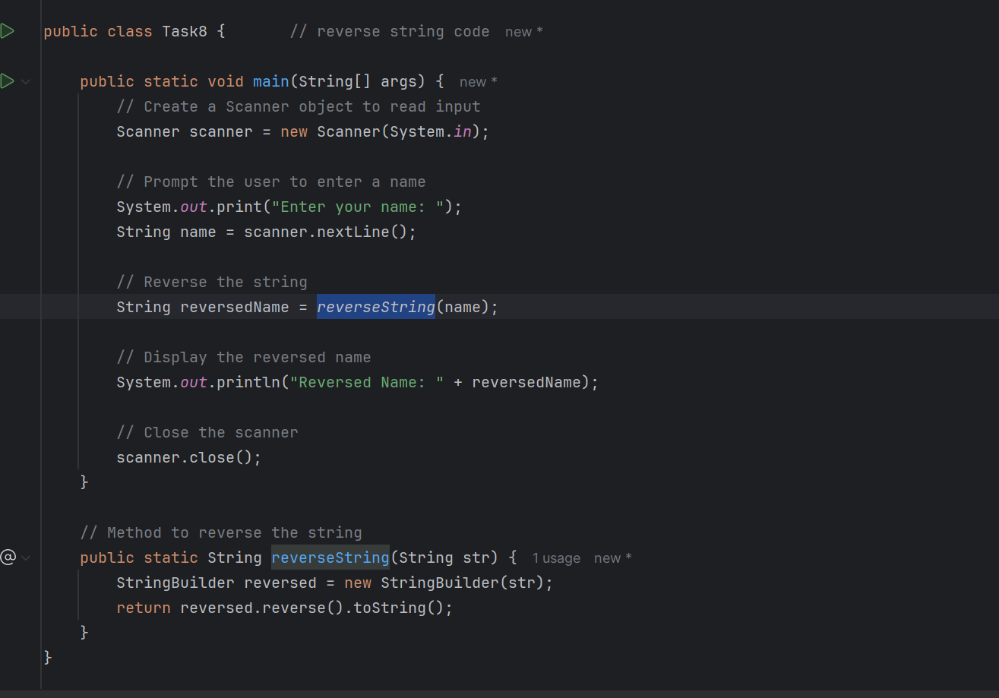 public class Task8 {       // reverse string code  new *
public static void main(String[] args) {  new *
// Create a Scanner object to read input
Scanner scanner = new Scanner(System.in);
// Prompt the user to enter a name
System.out.print("Enter your name: ");
String name = scanner.nextLine();
// Reverse the string
String reversedName = reverseString(name);
// Display the reversed name
System.out.println("Reversed Name: " + reversedName);
// Close the scanner
scanner.close();
}
// Method to reverse the string
@ public static String reverseString(String str) {  1 usage  new *
StringBuilder reversed = new StringBuilder(str);
return reversed.reverse().toString();
}
}